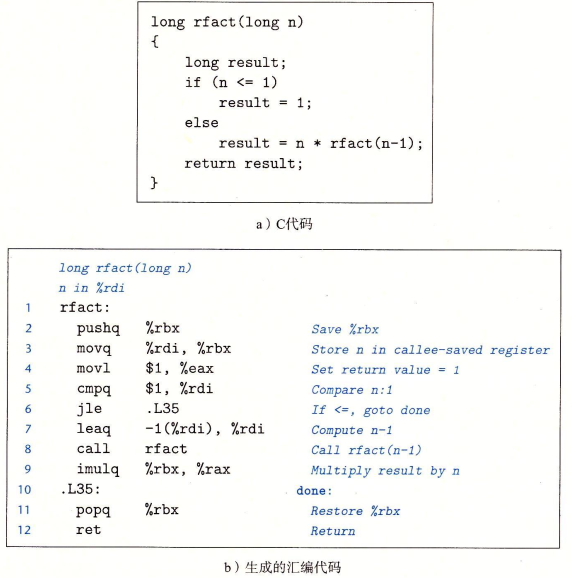 long rfact(long n)
{
    long result;
    if (n <= 1)
        result = 1;
    else
        result = n * rfact(n-1);
    return result;
}
a）C代码
long rfact(long n)
n in %rdi
1 rfact:
2 pushq %rbx Save %rbx
3 movq %rdi, %rbx Store n in callee-saved register
4 movl $1, %eax Set return value = 1
5 cmpq $1, %rdi Compare n:1
6 jle .L35 If <=, goto done
7 leaq -1(%rdi), %rdi Compute n-1
8 call rfact Call rfact(n-1)
9 imulq %rbx, %rax Multiply result by n
10 .L35: done:
11 popq %rbx Restore %rbx
12 ret Return
b）生成的汇编代码